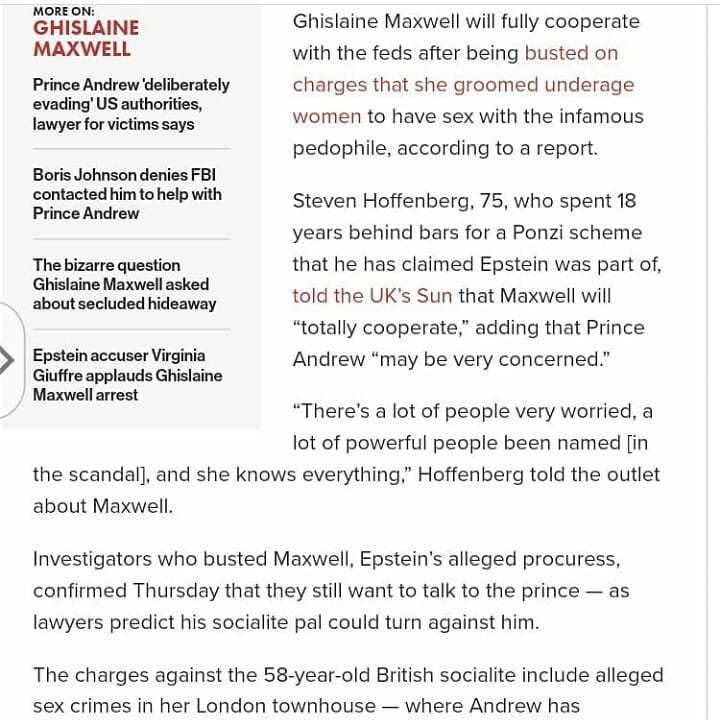 MORE ON:
GHISLAINE
MAXWELL
Prince Andrew 'deliberately
evading' US authorities,
lawyer for victims says
Boris Johnson denies FBI
contacted him to help with
Prince Andrew
The bizarre question
Ghislaine Maxwell asked
about secluded hideaway
Epstein accuser Virginia
Giuffre applauds Ghislaine
Maxwell arrest
Ghislaine Maxwell will fully cooperate
with the feds after being busted on
charges that she groomed underage
women to have sex with the infamous
pedophile, according to a report.
Steven Hoffenberg, 75, who spent 18
years behind bars for a Ponzi scheme
that he has claimed Epstein was part of,
told the UK’s Sun that Maxwell will
“totally cooperate,” adding that Prince
Andrew “may be very concerned.”
“There’s a lot of people very worried, a
lot of powerful people been named [in
the scandal], and she knows everything,” Hoffenberg told the outlet
about Maxwell.
Investigators who busted Maxwell, Epstein’s alleged procuress,
confirmed Thursday that they still want to talk to the prince — as
lawyers predict his socialite pal could turn against him.
The charges against the 58-year-old British socialite include alleged
sex crimes in her London townhouse — where Andrew has